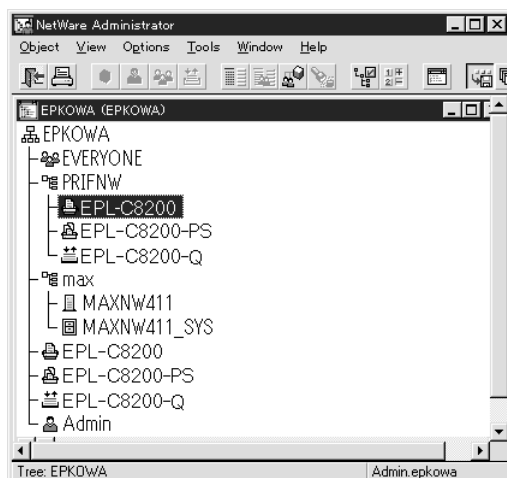 NetWare Administrator
Object View Options Tools Window Help
EPKOWA (EPKOWA)
EPKOWA
EVERYONE
PRIFNW
EPL-C8200
EPL-C8200-PS
EPL-C8200-Q
max
MAXNW411
MAXNW411_SYS
EPL-C8200
EPL-C8200-PS
EPL-C8200-Q
Admin
Tree: EPKOWA Admin.epkowa